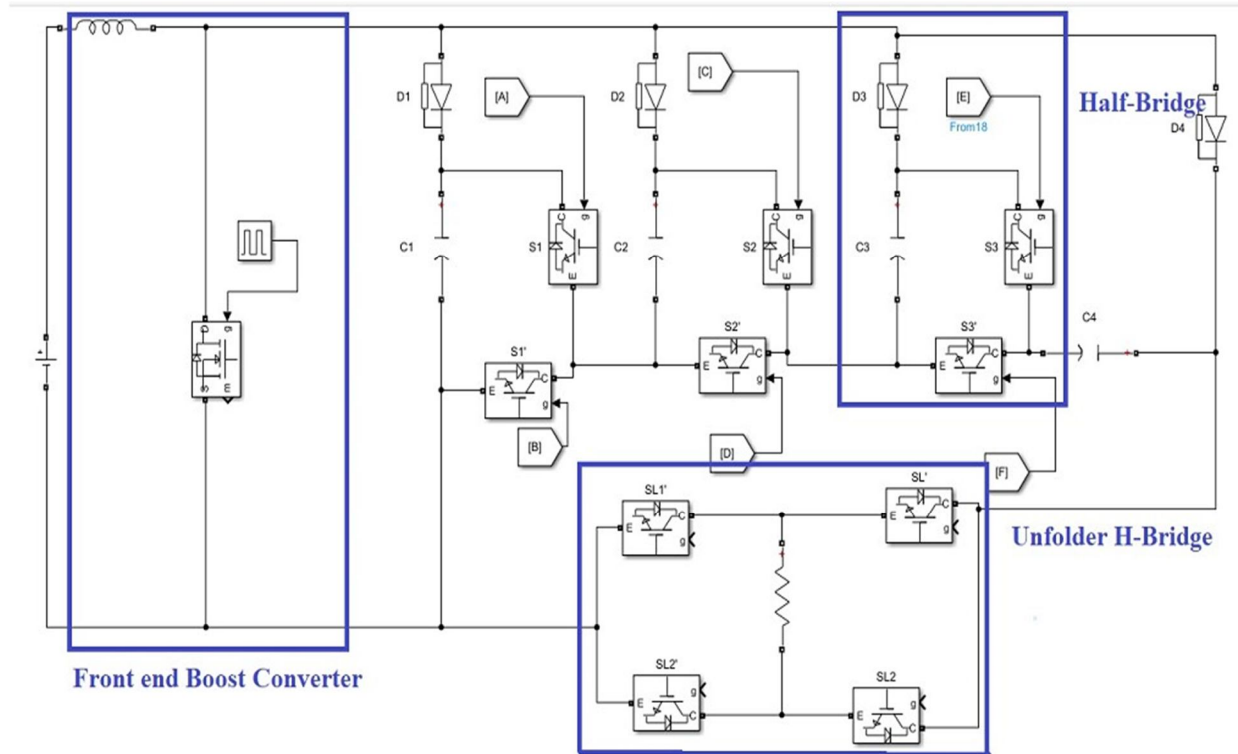 D1
[A]
D2
[C]
D3
[E]
From18
Half-Bridge
D4
C
g
C
g
C
g
C1
S1
C2
S2
C3
S3
E
E
E
g
D
S
m
S1'
E
C
g
S2'
E
C
g
S3'
E
C
g
C4
+
[B]
[D]
[F]
SL1'
E
C
g
SL'
E
C
g
Unfolder H-Bridge
SL2'
E
g
C
SL2
E
g
C
Front end Boost Converter